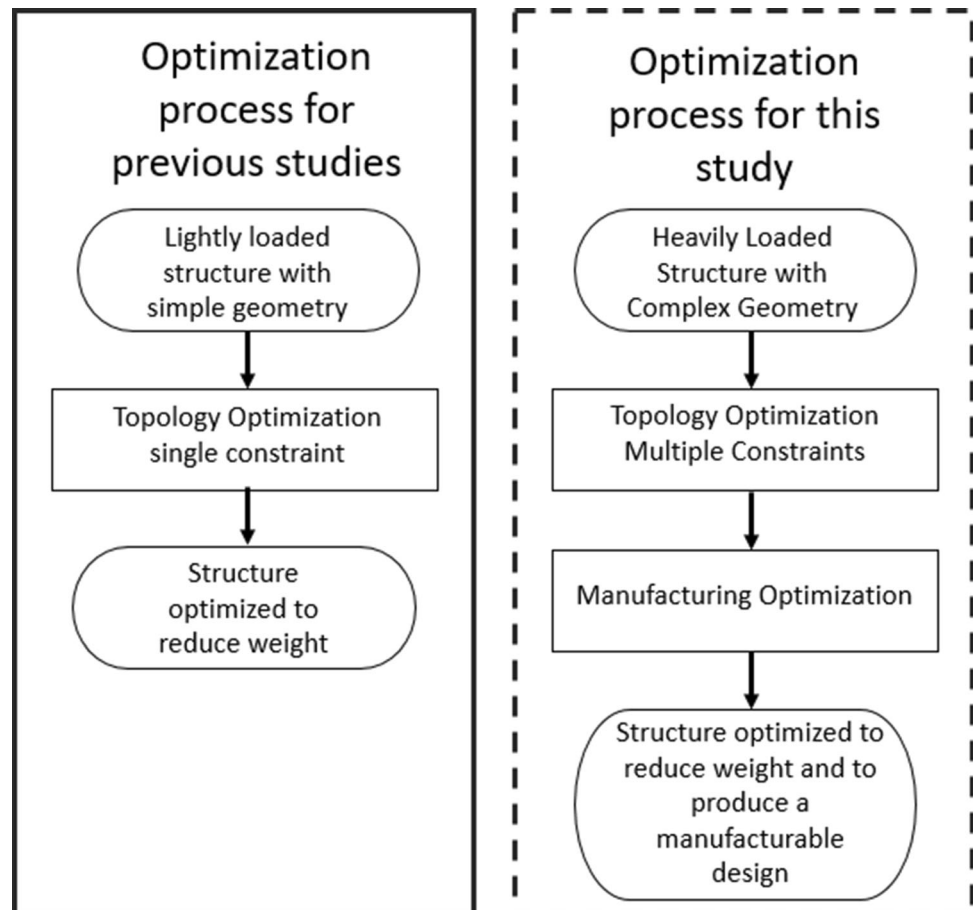 Optimization
process for
previous studies
Lightly loaded
structure with
simple geometry
Topology Optimization
single constraint
Structure
optimized to
reduce weight
Optimization
process for this
study
Heavily Loaded
Structure with
Complex Geometry
Topology Optimization
Multiple Constraints
Manufacturing Optimization
Structure optimized to
reduce weight and to
produce a
manufacturable
design